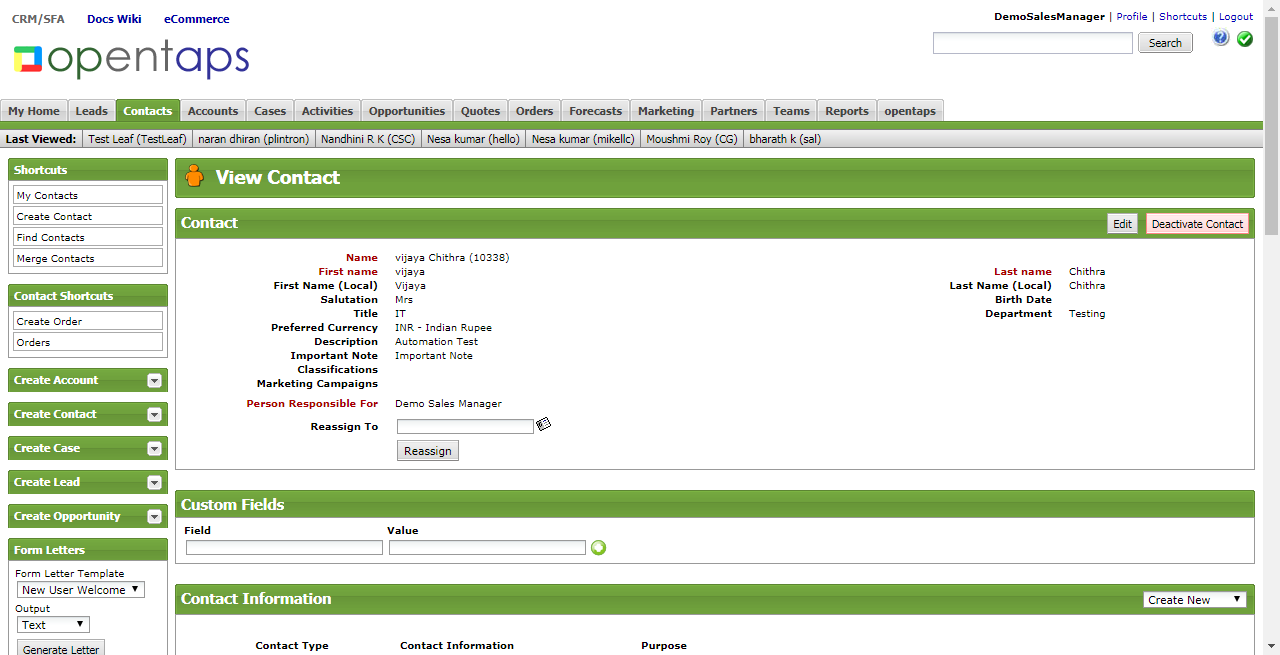 CRM/SFA Docs Wiki eCommerce
DemoSalesManager | Profile | Shortcuts | Logout
opentaps
Search
My Home Leads Contacts Accounts Cases Activities Opportunities Quotes Orders Forecasts Marketing Partners Teams Reports opentaps
Last Viewed: Test Leaf (TestLeaf) naran dhiran (plintron) Nandhini R K (CSC) Nesa kumar (hello) Nesa kumar (mikellc) Moushmi Roy (CG) bharath k (sal)
Shortcuts
My Contacts
Create Contact
Find Contacts
Merge Contacts
Contact Shortcuts
Create Order
Orders
Create Account
Create Contact
Create Case
Create Lead
Create Opportunity
Form Letters
Form Letter Template
New User Welcome
Output
Text
Generate Letter
View Contact
Contact Edit Deactivate Contact
Name vijaya Chithra (10338)
First name vijaya Last name Chithra
First Name (Local) Vijaya Last Name (Local) Chithra
Salutation Mrs Birth Date
Title IT Department Testing
Preferred Currency INR - Indian Rupee
Description Automation Test
Important Note Important Note
Classifications
Marketing Campaigns
Person Responsible For Demo Sales Manager
Reassign To
Reassign
Custom Fields
Field Value
Contact Information Create New
Contact Type Contact Information Purpose